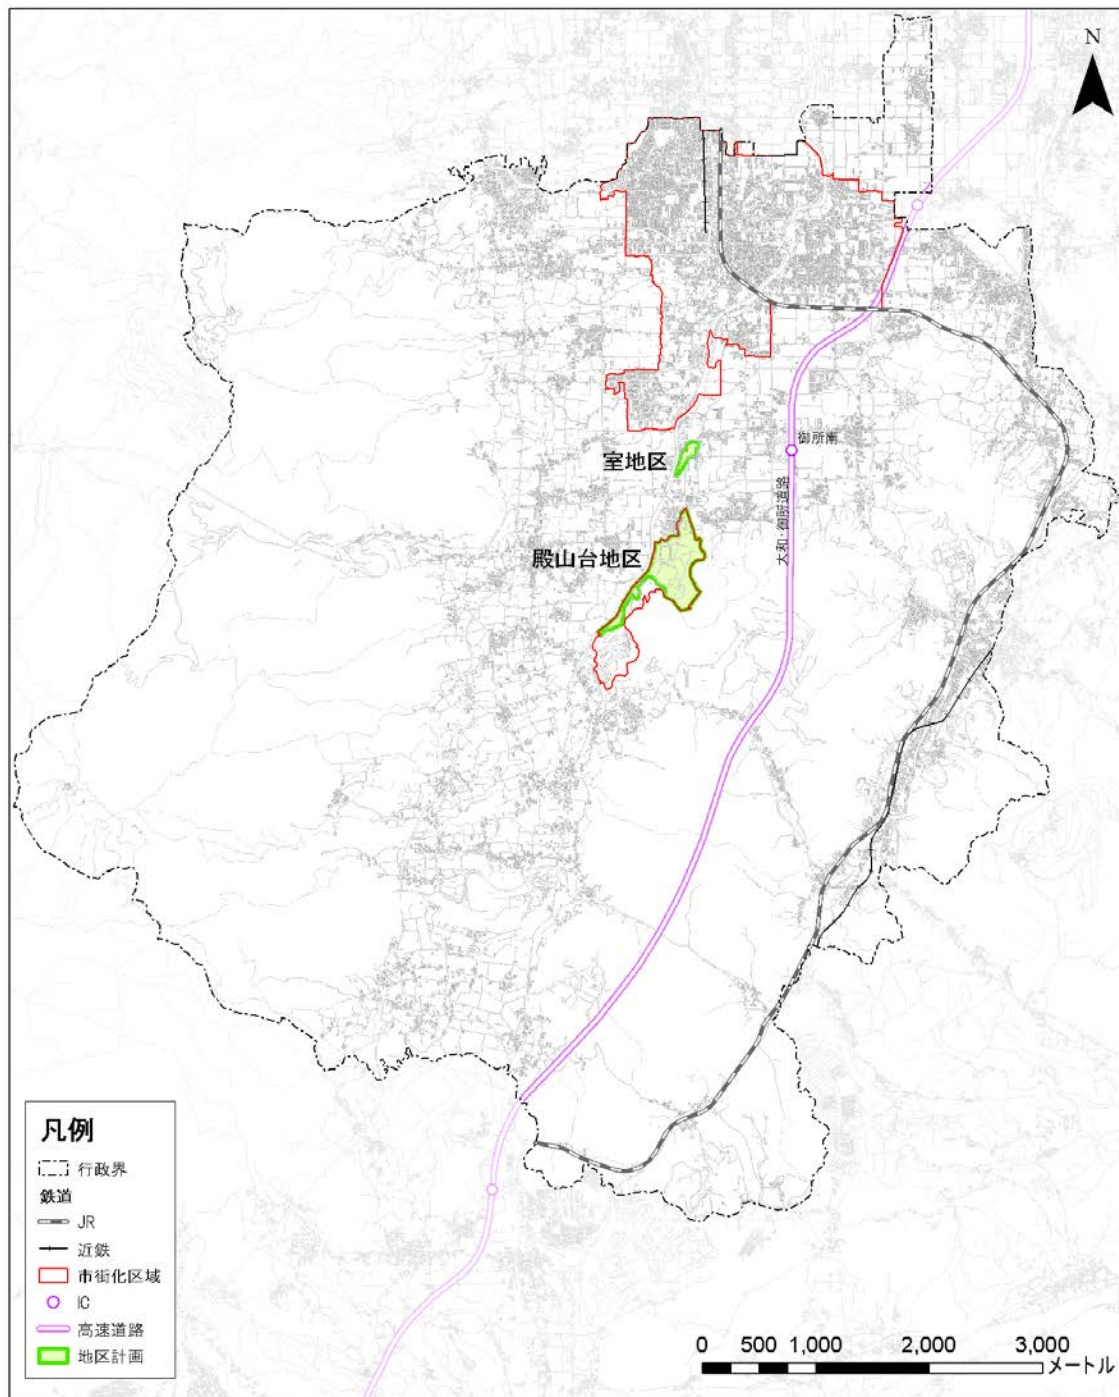 N
御所南
室地区
大和・御所道路
殿山台地区
凡例
行政界
鉄道
JR
近鉄
市街化区域
IC
高速道路
地区計画
0 500 1,000 2,000 3,000
メートル